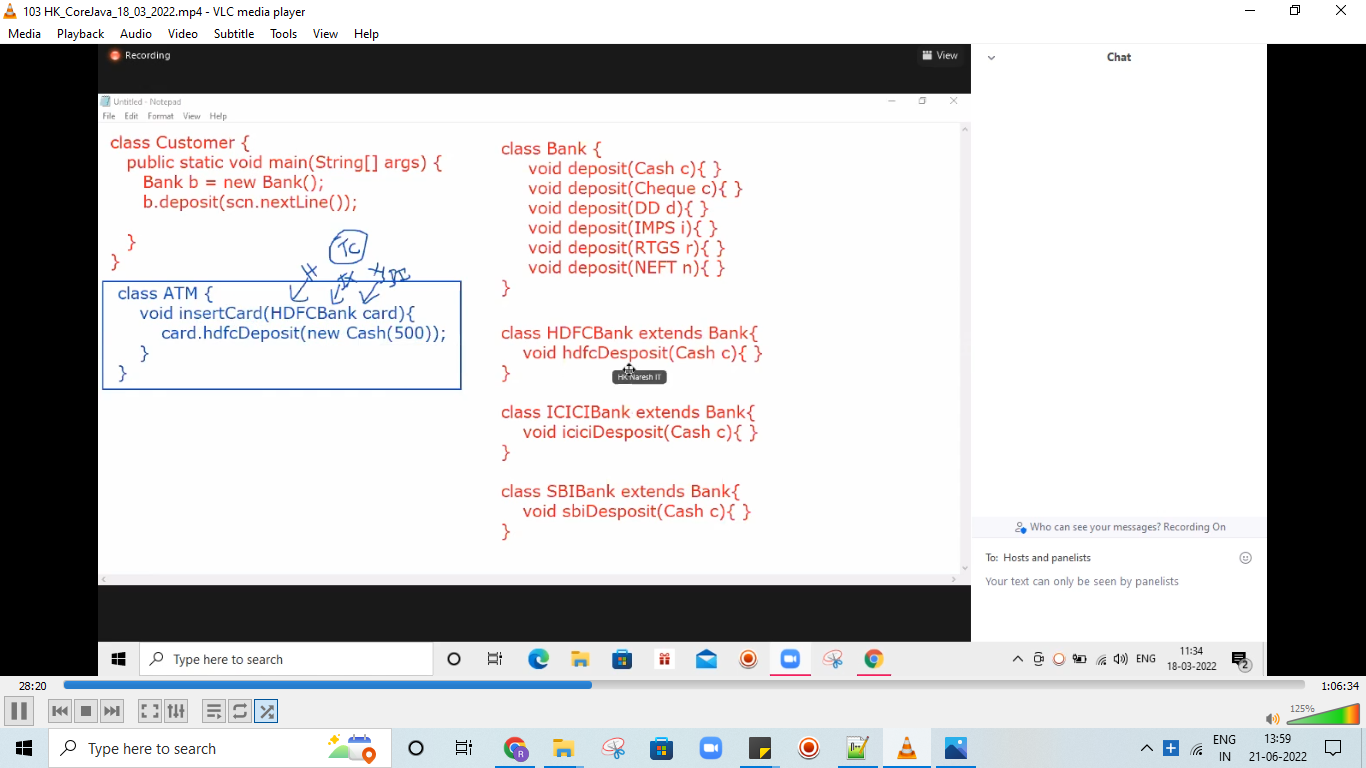 103 HK_CoreJava_18_03_2022.mp4 - VLC media player
Media Playback Audio Video Subtitle Tools View Help
Recording
View
Untitled - Notepad
File Edit Format View Help
class Customer {
public static void main(String[] args) {
Bank b = new Bank();
b.deposit(scn.nextLine());
}
}
TC
H
class ATM {
void insertCard(HDFCBank card){
card.hdfcDeposit(new Cash(500));
}
}
class Bank {
void deposit(Cash c){ }
void deposit(Cheque c){ }
void deposit(DD d){ }
void deposit(IMPS i){ }
void deposit(RTGS r){ }
void deposit(NEFT n){ }
}
class HDFCBank extends Bank{
void hdfcDesposit(Cash c){ }
}
HK Naresh IT
class ICICIBank extends Bank{
void iciciDesposit(Cash c){ }
}
class SBIBank extends Bank{
void sbiDesposit(Cash c){ }
}
Chat
Who can see your messages? Recording On
To: Hosts and panelists
Your text can only be seen by panelists
Type here to search
ENG
11:34
18-03-2022
2
28:20
1:06:34
125%
Type here to search
R
ENG
IN
13:59
21-06-2022